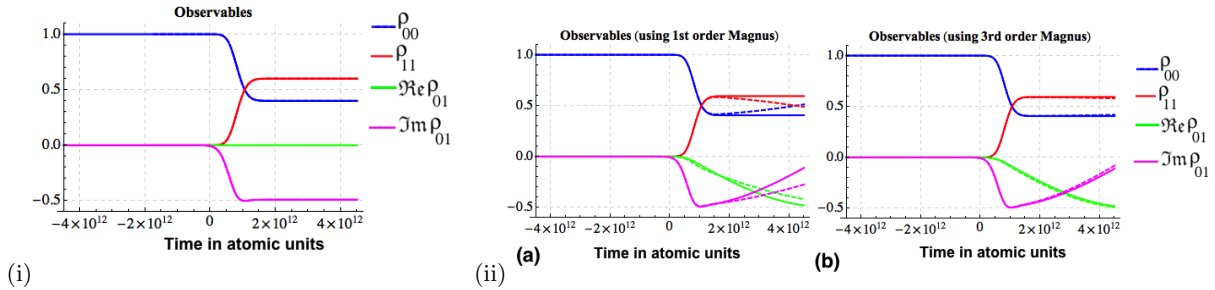 Observables
1.0
0.5
0.0
−0.5
−4×10¹² −2×10¹² 0 2×10¹² 4×10¹²
Time in atomic units
ρ00
ρ11
ℜe ρ01
ℑm ρ01
(i)
Observables (using 1st order Magnus)
1.0
0.5
0.0
−0.5
−4×10¹² −2×10¹² 0 2×10¹² 4×10¹²
(a) Time in atomic units
(ii)
Observables (using 3rd order Magnus)
1.0
0.5
0.0
−0.5
−4×10¹² −2×10¹² 0 2×10¹² 4×10¹²
(b) Time in atomic units
ρ00
ρ11
ℜe ρ01
ℑm ρ01